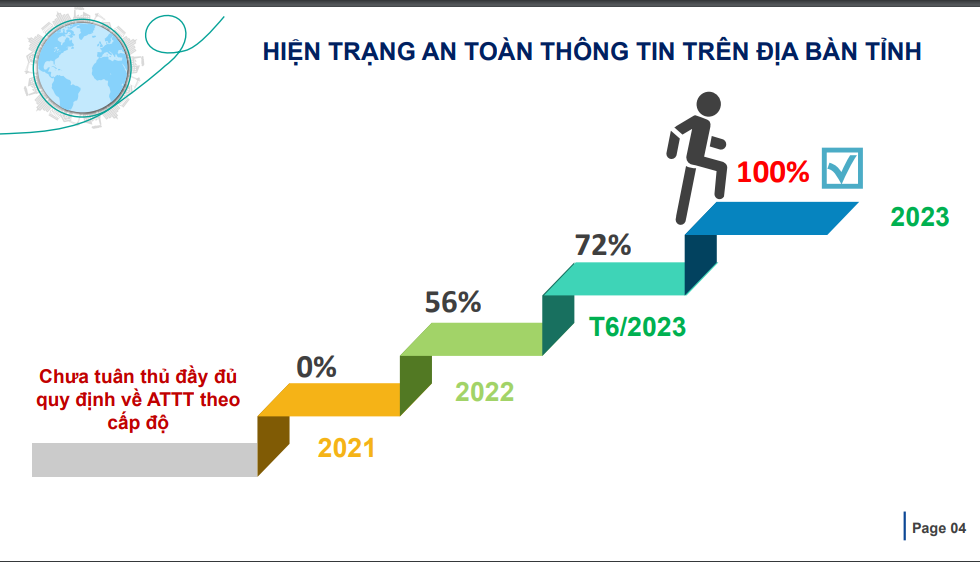 HIỆN TRẠNG AN TOÀN THÔNG TIN TRÊN ĐỊA BÀN TỈNH
100%
2023
72%
T6/2023
56%
2022
0%
2021
Chưa tuân thủ đầy đủ
quy định về ATTT theo
cấp độ
Page 04